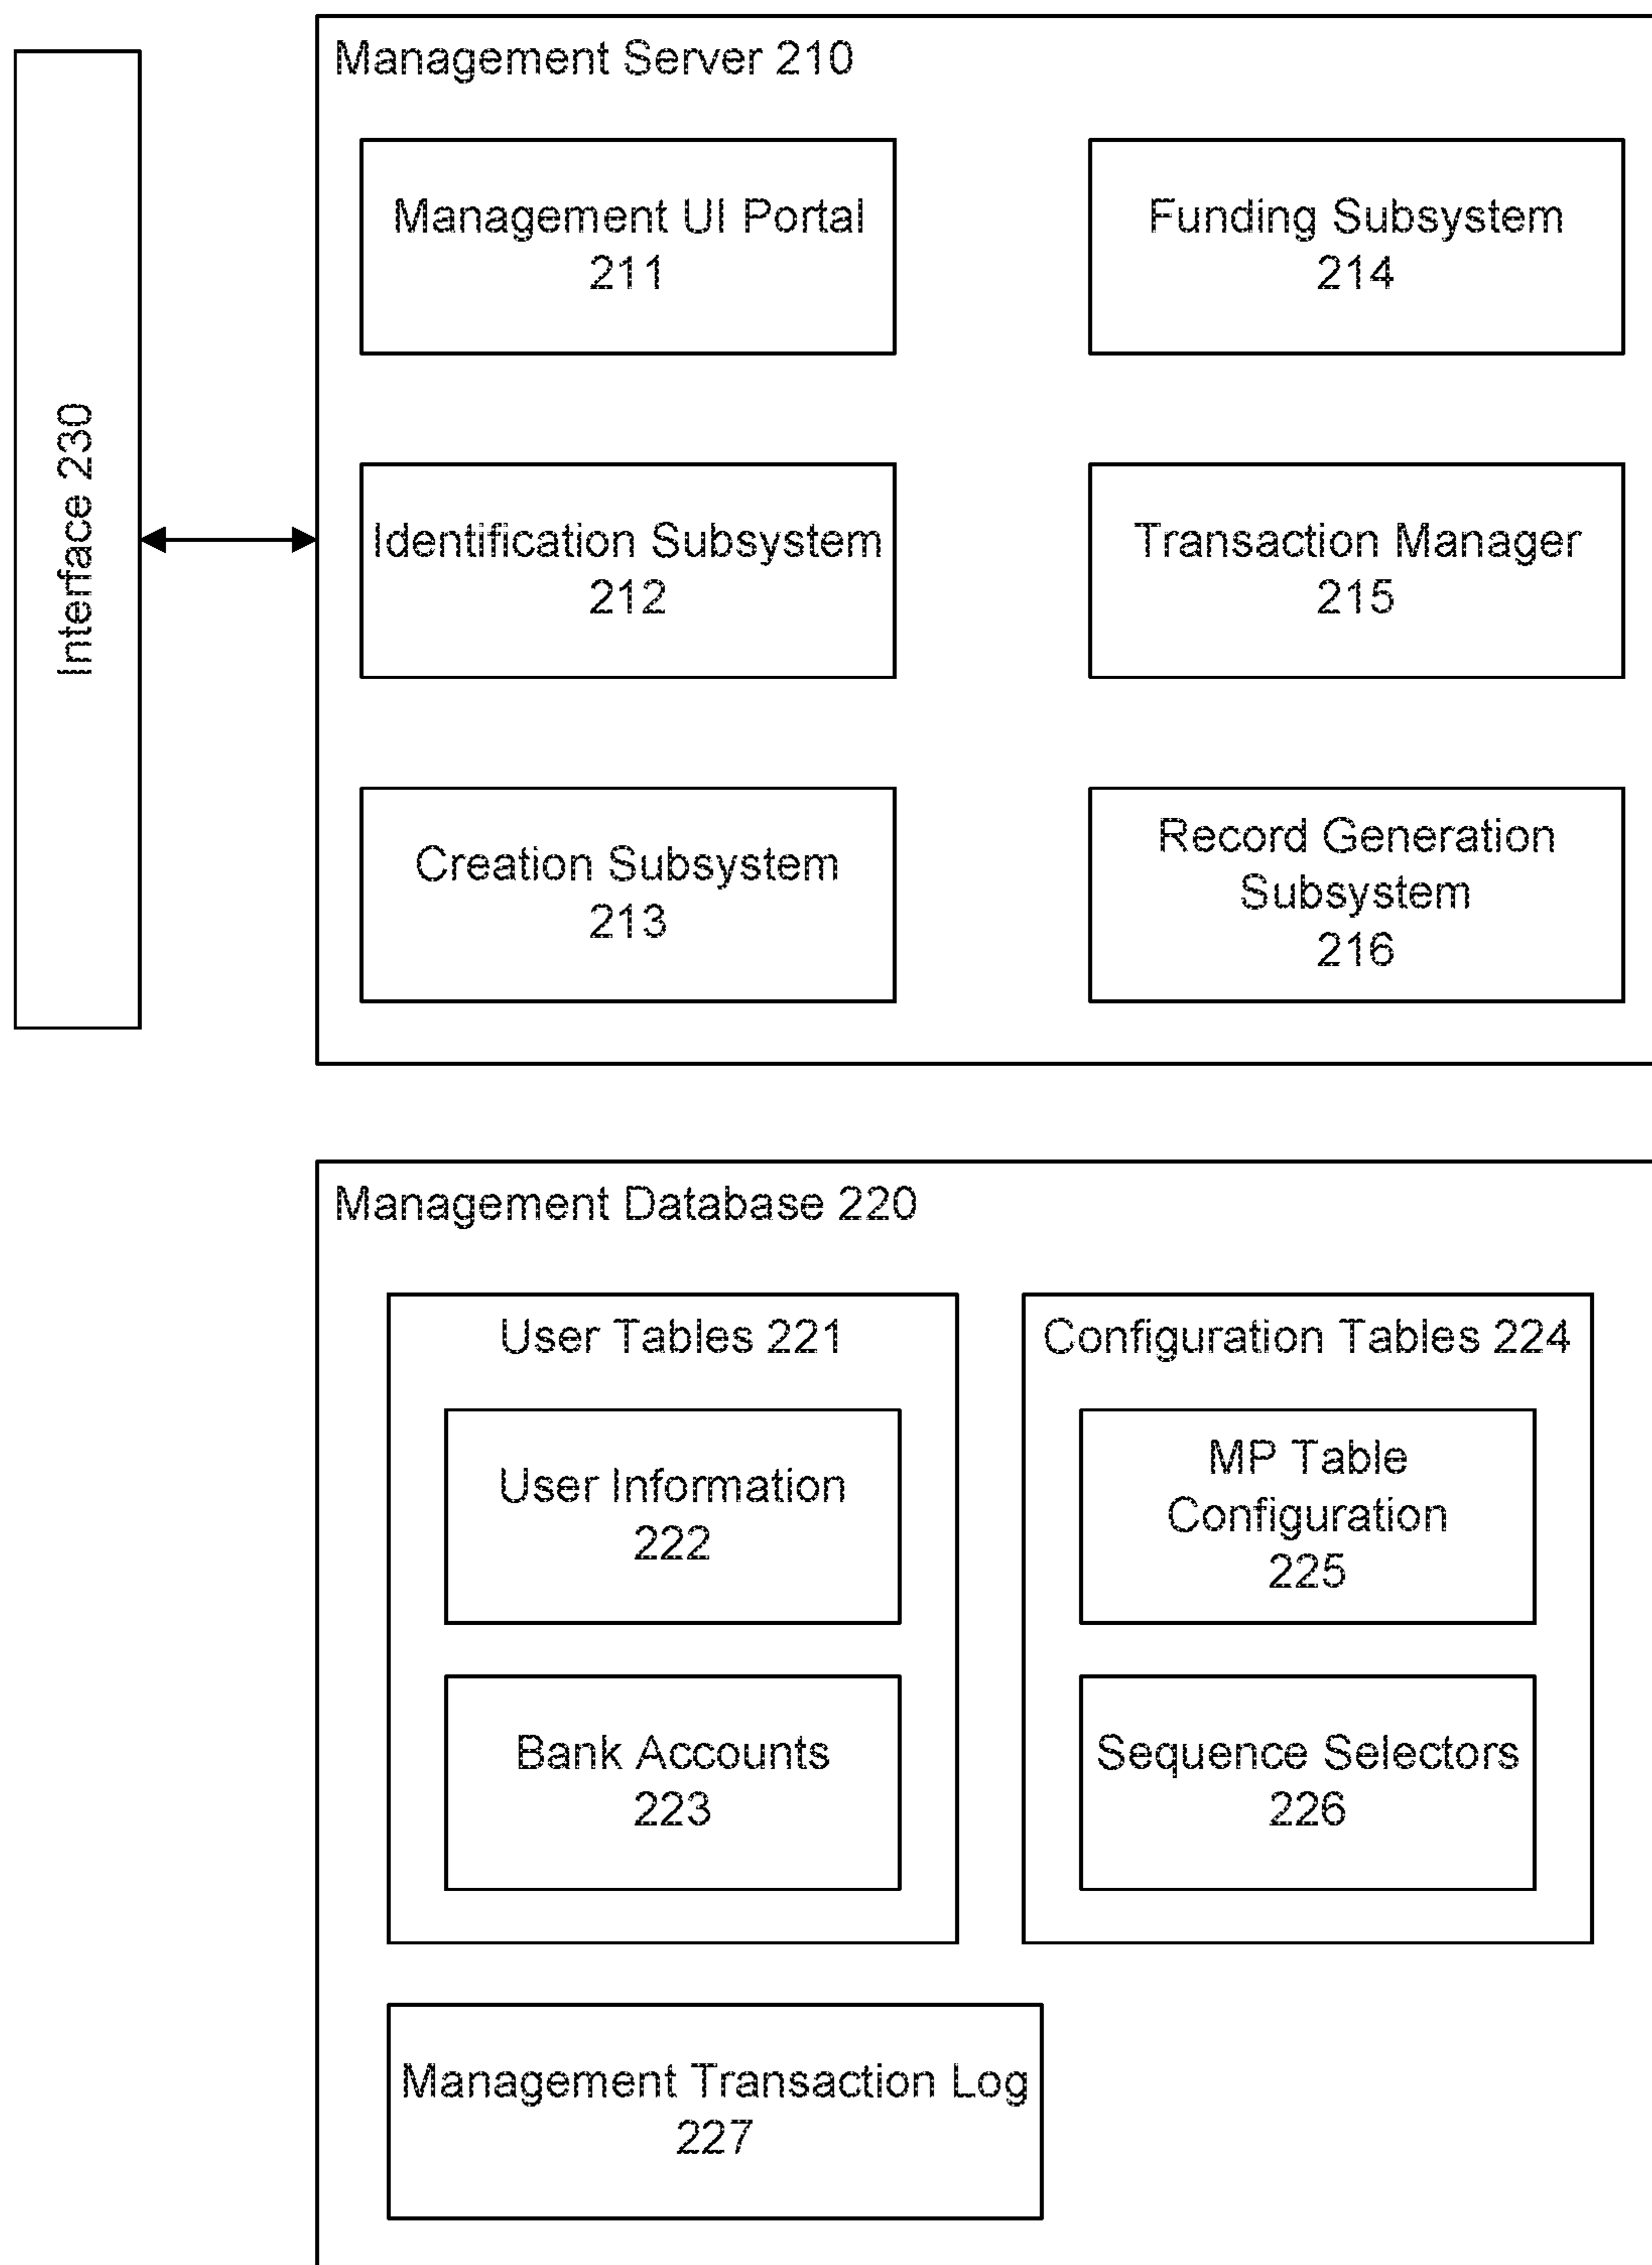 Interface 230
Management Server 210
Management UI Portal
211
Funding Subsystem
214
Identification Subsystem
212
Transaction Manager
215
Creation Subsystem
213
Record Generation
Subsystem
216
Management Database 220
User Tables 221
User Information
222
Bank Accounts
223
Configuration Tables 224
MP Table
Configuration
225
Sequence Selectors
226
Management Transaction Log
227